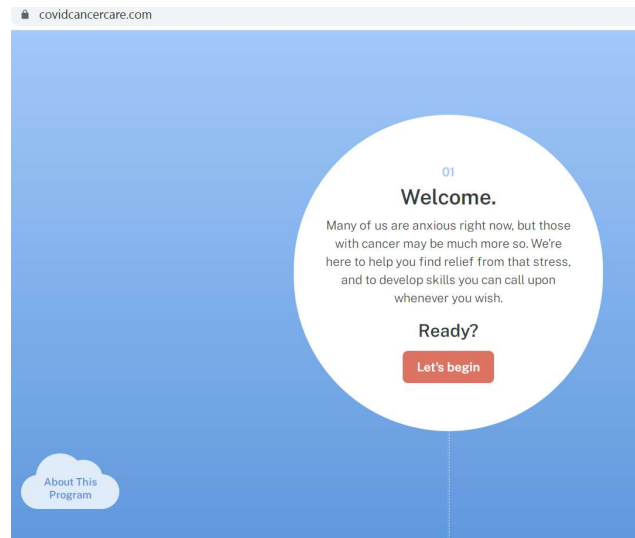 covidcancercare.com
01
Welcome.
Many of us are anxious right now, but those
with cancer may be much more so. We're
here to help you find relief from that stress,
and to develop skills you can call upon
whenever you wish.
Ready?
Let's begin
About This
Program